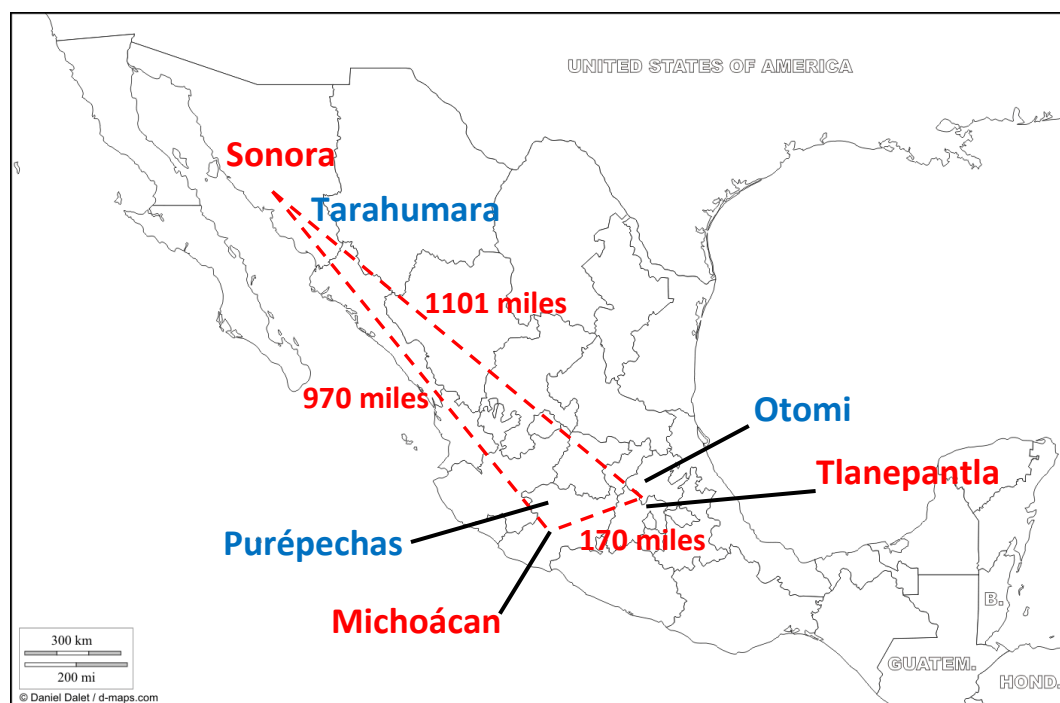 UNITED STATES OF AMERICA
Sonora
Tarahumara
1101 miles
970 miles
Otomi
Tlanepantla
Purépechas
170 miles
Michoácan
B.
300 km
200 mi
GUATEM.
HOND.
© Daniel Dalet / d-maps.com